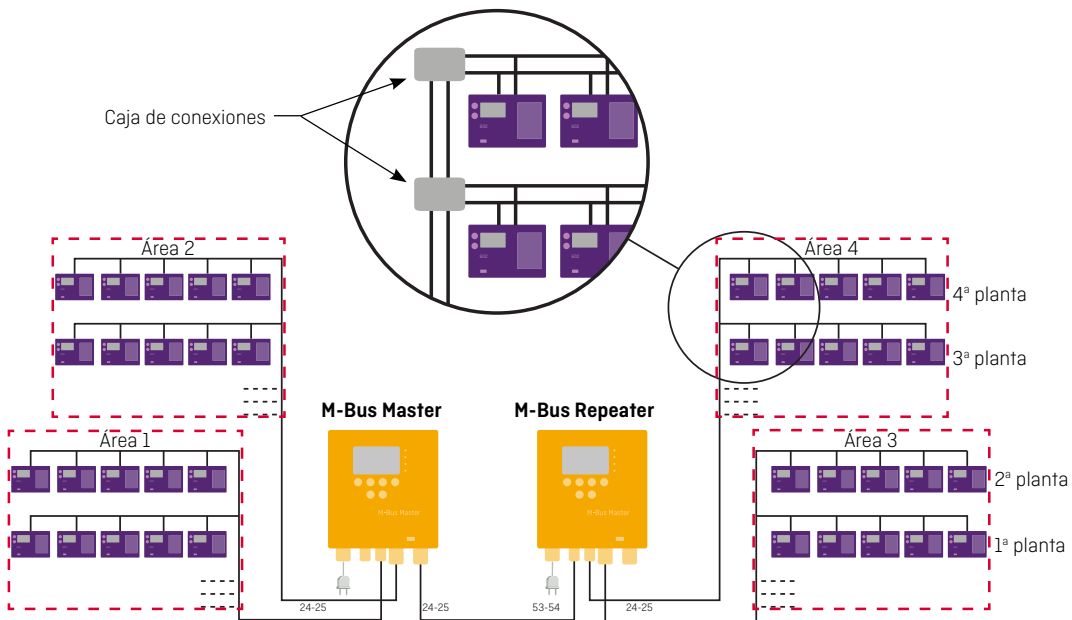 Caja de conexiones
Área 2
Área 4
4ª planta
3ª planta
M-Bus Master
M-Bus Repeater
Área 1
Área 3
2ª planta
1ª planta
M-Bus Master
M-Bus Master
24-25
24-25
53-54
24-25